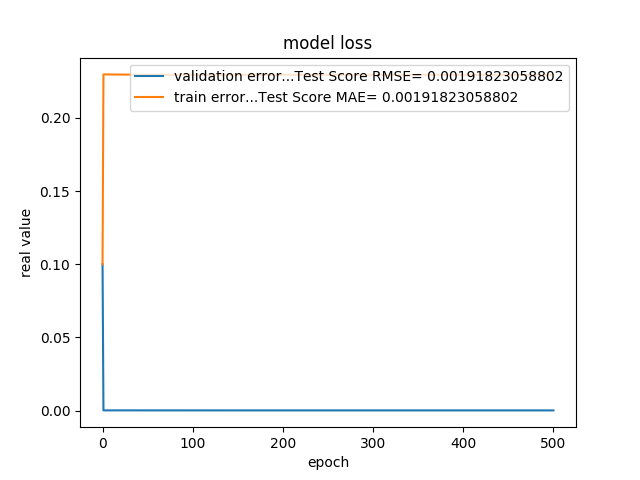 model loss
validation error...Test Score RMSE= 0.00191823058802
train error...Test Score MAE= 0.00191823058802
real value
0.20
0.15
0.10
0.05
0.00
0 100 200 300 400 500
epoch